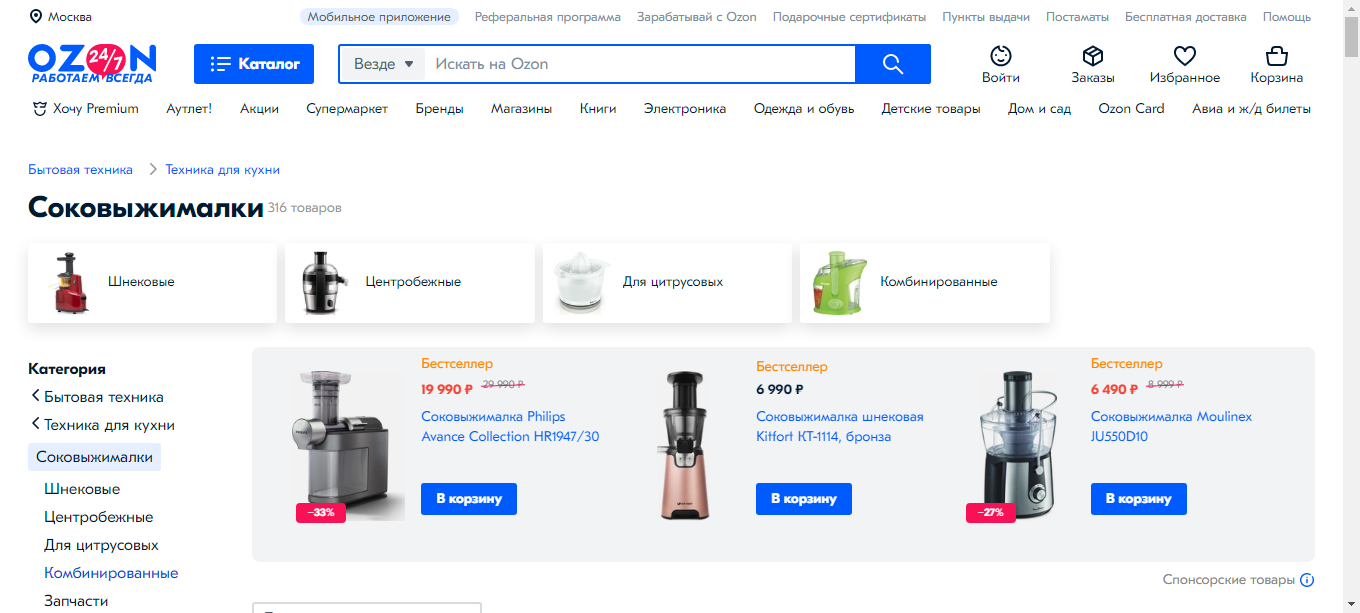 Москва
Мобильное приложение Реферальная программа Зарабатывай с Ozon Подарочные сертификаты Пункты выдачи Постаматы Бесплатная доставка Помощь
OZON 24/7
РАБОТАЕМ ВСЕГДА
Каталог
Везде
Искать на Ozon
Войти
Заказы
Избранное
Корзина
Хочу Premium Аутлет! Акции Супермаркет Бренды Магазины Книги Электроника Одежда и обувь Детские товары Дом и сад Ozon Card Авиа и ж/д билеты
Бытовая техника Техника для кухни
Соковыжималки 316 товаров
Шнековые
Центробежные
Для цитрусовых
Комбинированные
Категория
Бытовая техника
Техника для кухни
Соковыжималки
Шнековые
Центробежные
Для цитрусовых
Комбинированные
Запчасти
Бестселлер
19 990 ₽ 29 990 ₽
Соковыжималка Philips
Avance Collection HR1947/30
В корзину
−33%
Бестселлер
6 990 ₽
Соковыжималка шнековая
Kitfort КТ-1114, бронза
В корзину
Бестселлер
6 490 ₽ 8 999 ₽
Соковыжималка Moulinex
JU550D10
В корзину
−27%
Спонсорские товары